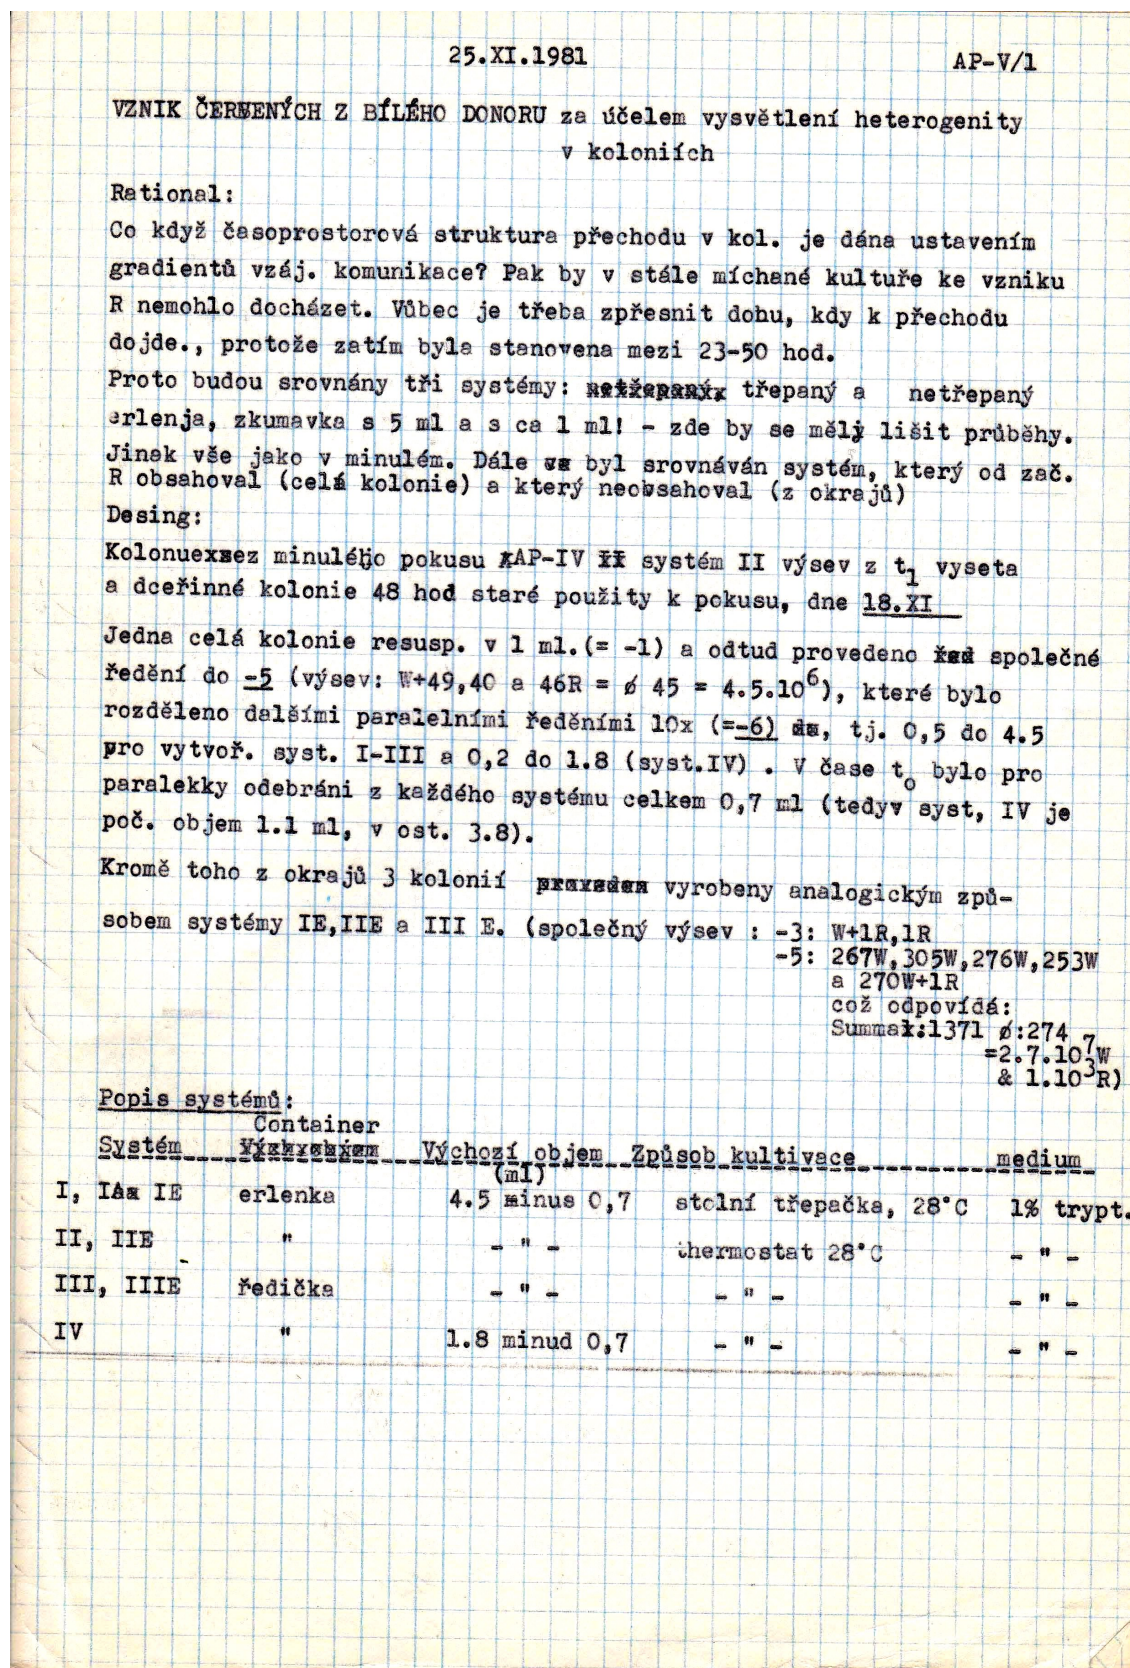 25.XI.1981 AP-V/1
VZNIK ČERVENÝCH Z BÍLÉHO DONORU za účelem vysvětlení heterogenity
v koloniích
Rational:
Co když časoprostorová struktura přechodu v kol. je dána ustavením
gradientů vzáj. komunikace? Pak by v stále míchané kultuře ke vzniku
R nemohlo docházet. Vůbec je třeba zpřesnit dobu, kdy k přechodu
dojde., protože zatím byla stanovena mezi 23-50 hod.
Proto budou srovnány tři systémy: třepaný a netřepaný
erlenja, zkumavka s 5 ml a s ca 1 ml! - zde by se měly lišit průběhy.
Jinak vše jako v minulém. Dále byl srovnáván systém, který od zač.
R obsahoval (celá kolonie) a který neobsahoval (z okrajů)
Desing:
minulého pokusu AP-IV systém II výsev z t1 vyseta
a dceřinné kolonie 48 hod staré použity k pokusu, dne 18.XI
Jedna celá kolonie resusp. v 1 ml.(= -1) a odtud provedeno společné
ředění do -5 (výsev: W+49,40 a 46R = ø 45 = 4.5.10⁶), které bylo
rozděleno dalšími paralelními ředěními 10x (=-6) , tj. 0,5 do 4.5
pro vytvoř. syst. I-III a 0,2 do 1.8 (syst.IV) . V čase to bylo pro
paralekky odebráni z každého systému celkem 0,7 ml (tedyv syst, IV je
poč. objem 1.1 ml, v ost. 3.8).
Kromě toho z okrajů 3 kolonií vyrobeny analogickým způ-
sobem systémy IE,IIE a III E. (společný výsev : -3: W+1R,1R
-5: 267W,305W,276W,253W
a 270W+1R
což odpovídá:
Summa:1371 ø:274
=2.7.10⁷W
& 1.10³R)
Popis systémů:
Container
Systém Výchozí objem Způsob kultivace medium
(ml)
I, IE erlenka 4.5 minus 0,7 stolní třepačka, 28°C 1% trypt.
II, IIE " - " - thermostat 28°C - " -
III, IIIE ředička - " - - " - - " -
IV " 1.8 minud 0,7 - " - - " -